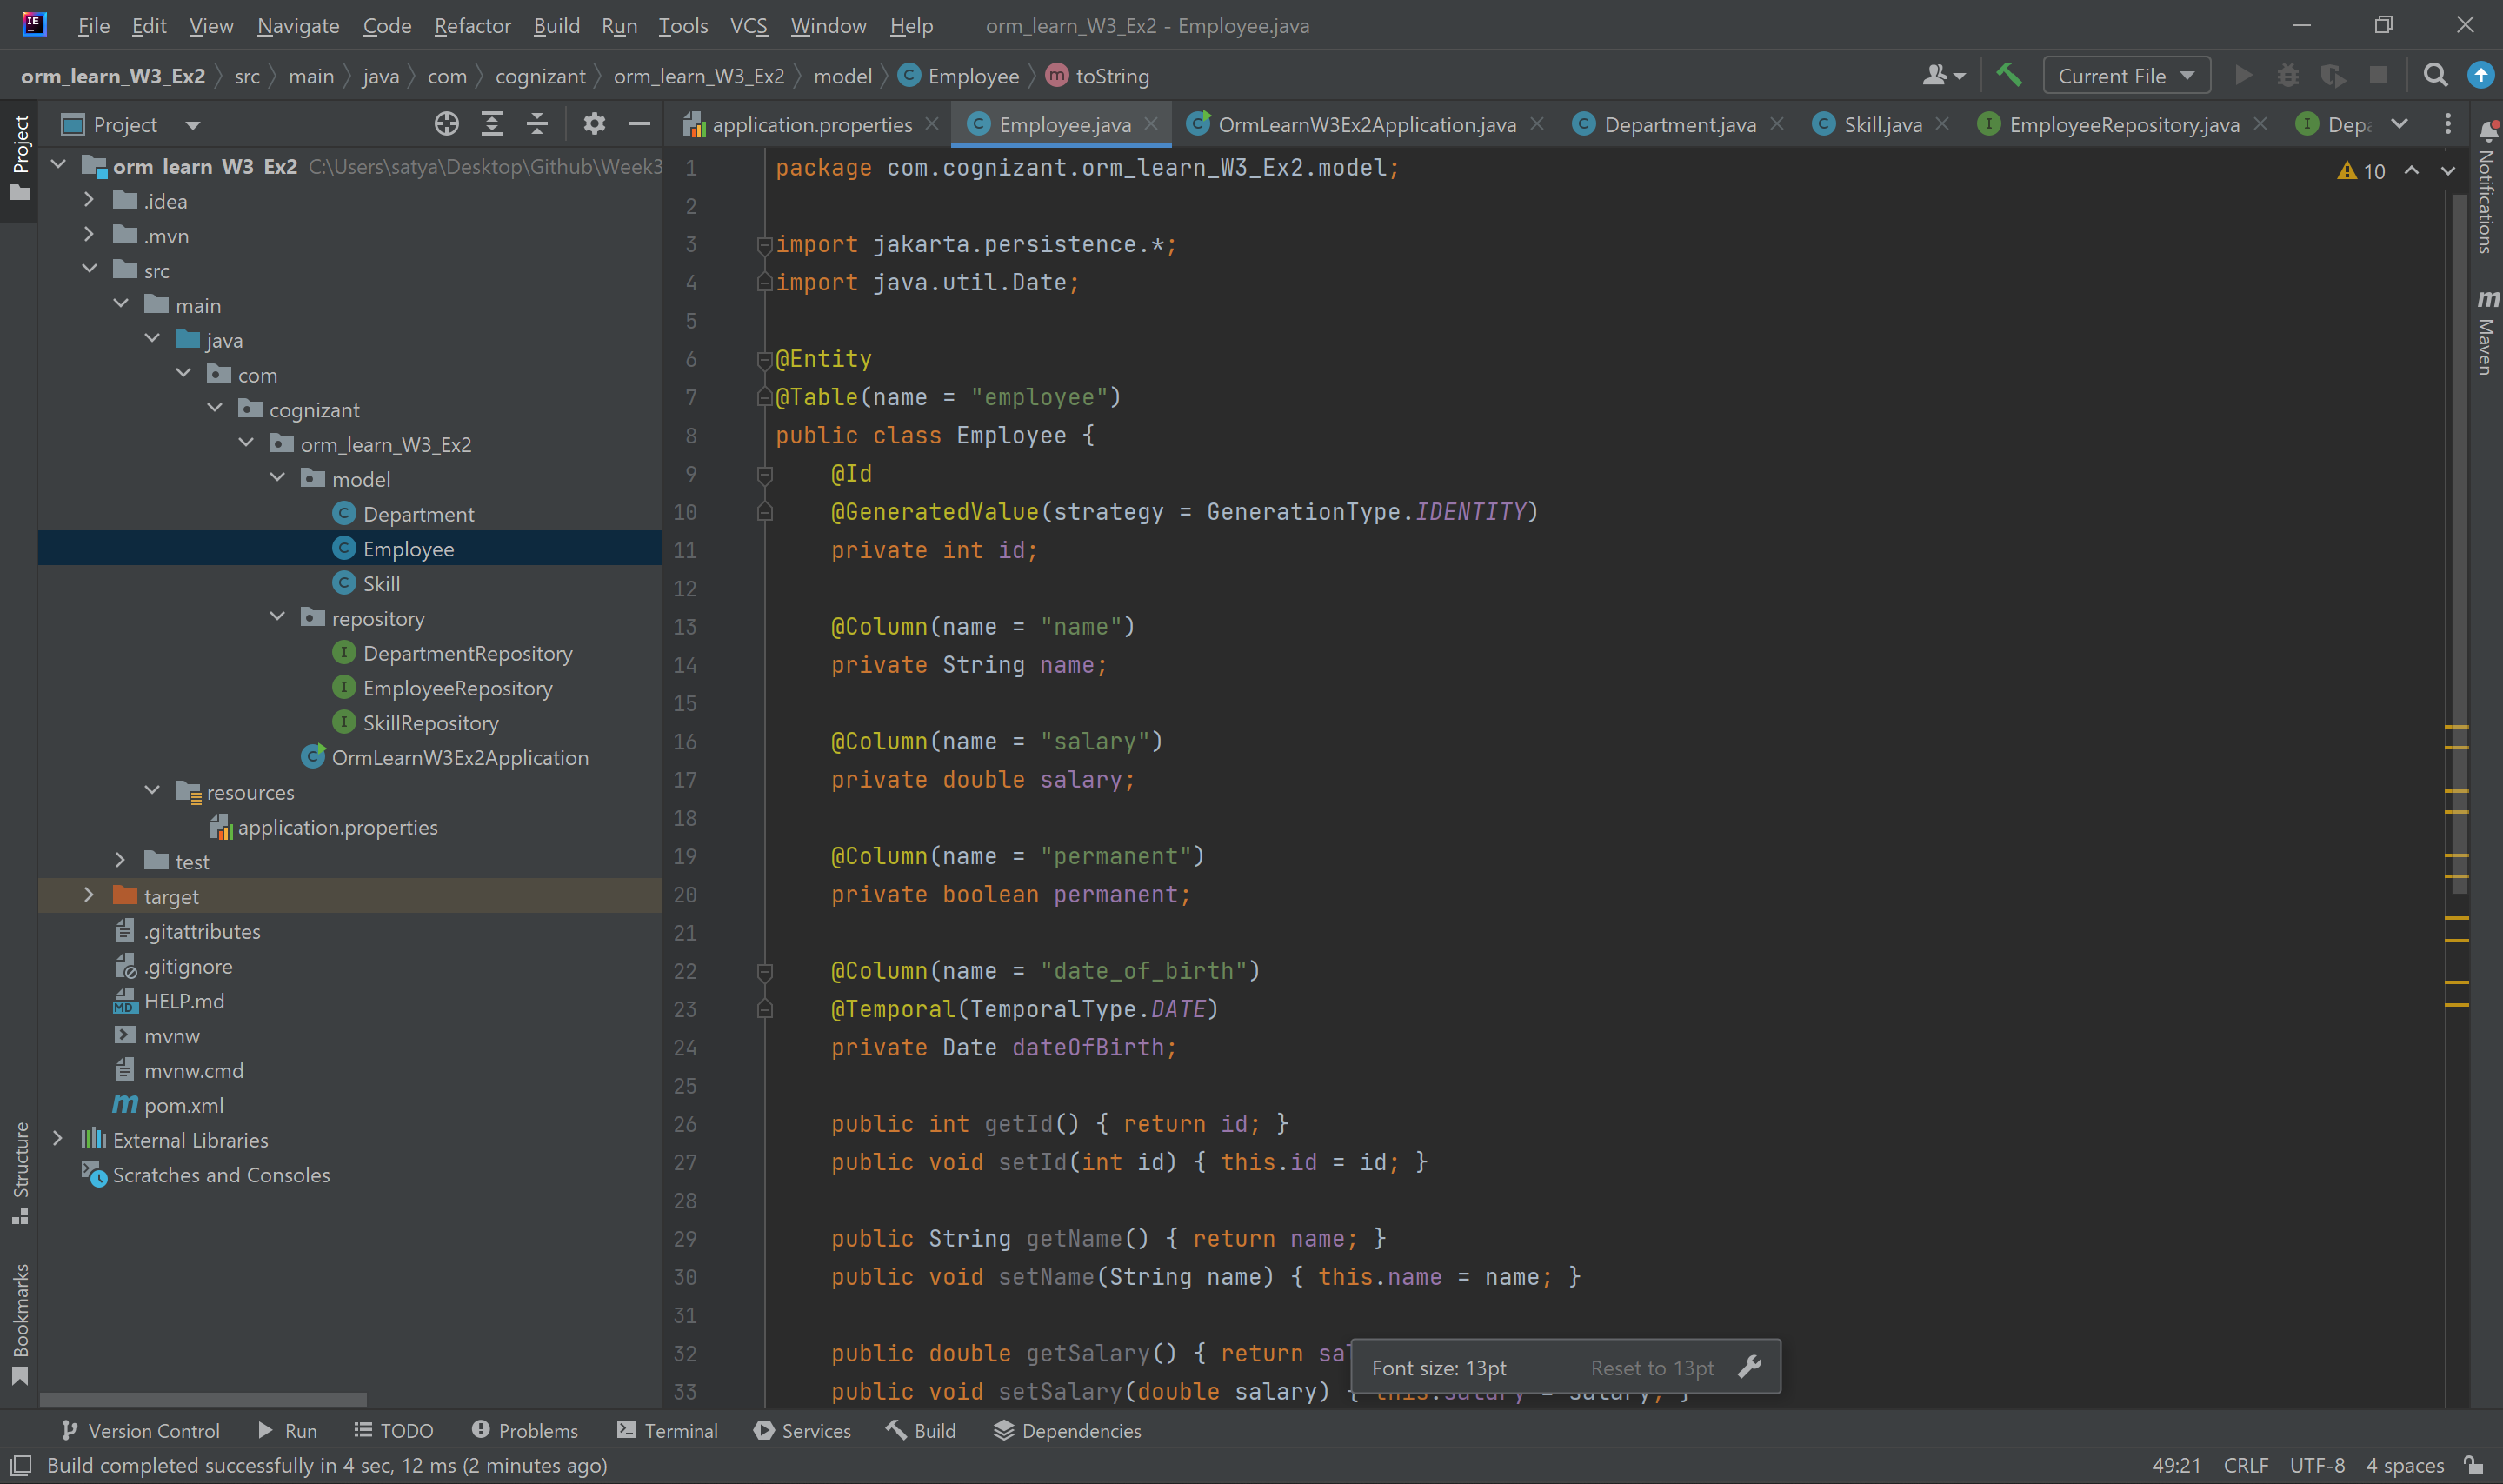 File Edit View Navigate Code Refactor Build Run Tools VCS Window Help orm_learn_W3_Ex2 - Employee.java
orm_learn_W3_Ex2 src main java com cognizant orm_learn_W3_Ex2 model C Employee m toString Current File
Project
Project
application.properties Employee.java OrmLearnW3Ex2Application.java Department.java Skill.java EmployeeRepository.java
orm_learn_W3_Ex2 C:\Users\satya\Desktop\Github\Week3
.idea
.mvn
src
main
java
com
cognizant
orm_learn_W3_Ex2
model
Department
Employee
Skill
repository
DepartmentRepository
EmployeeRepository
SkillRepository
OrmLearnW3Ex2Application
resources
application.properties
test
target
.gitattributes
.gitignore
HELP.md
mvnw
mvnw.cmd
pom.xml
External Libraries
Scratches and Consoles
Structure
Bookmarks
1 package com.cognizant.orm_learn_W3_Ex2.model;
2
3 import jakarta.persistence.*;
4 import java.util.Date;
5
6 @Entity
7 @Table(name = "employee")
8 public class Employee {
9 @Id
10 @GeneratedValue(strategy = GenerationType.IDENTITY)
11 private int id;
12
13 @Column(name = "name")
14 private String name;
15
16 @Column(name = "salary")
17 private double salary;
18
19 @Column(name = "permanent")
20 private boolean permanent;
21
22 @Column(name = "date_of_birth")
23 @Temporal(TemporalType.DATE)
24 private Date dateOfBirth;
25
26 public int getId() { return id; }
27 public void setId(int id) { this.id = id; }
28
29 public String getName() { return name; }
30 public void setName(String name) { this.name = name; }
31
32 public double getSalary() { return
33 public void setSalary(double salary) { this.salary = salary; }
10
Font size: 13pt Reset to 13pt
Notifications
Maven
Version Control Run TODO Problems Terminal Services Build Dependencies
Build completed successfully in 4 sec, 12 ms (2 minutes ago) 49:21 CRLF UTF-8 4 spaces